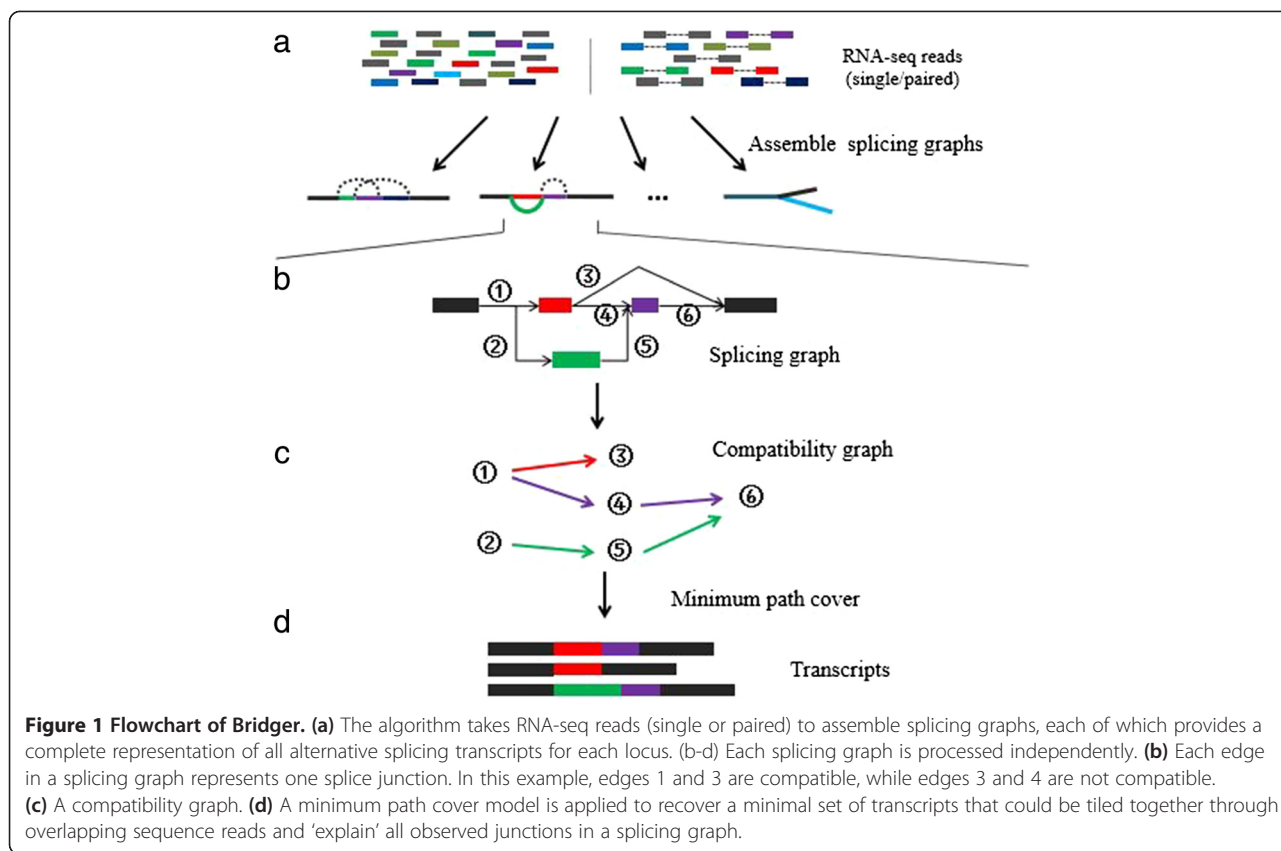 a
RNA-seq reads
(single/paired)
Assemble splicing graphs
...
b
①
③
④
⑥
②
⑤
Splicing graph
c
Compatibility graph
①
③
④
⑥
②
⑤
Minimum path cover
d
Transcripts
Figure 1 Flowchart of Bridger. (a) The algorithm takes RNA-seq reads (single or paired) to assemble splicing graphs, each of which provides a
complete representation of all alternative splicing transcripts for each locus. (b-d) Each splicing graph is processed independently. (b) Each edge
in a splicing graph represents one splice junction. In this example, edges 1 and 3 are compatible, while edges 3 and 4 are not compatible.
(c) A compatibility graph. (d) A minimum path cover model is applied to recover a minimal set of transcripts that could be tiled together through
overlapping sequence reads and ‘explain’ all observed junctions in a splicing graph.